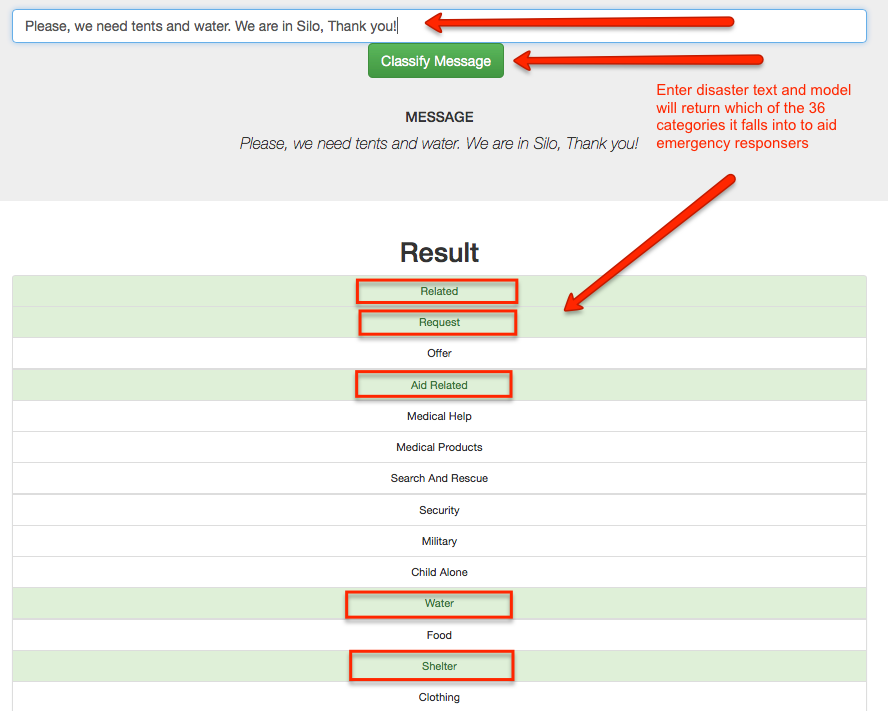 Please, we need tents and water. We are in Silo, Thank you!
Classify Message
Enter disaster text and model
will return which of the 36
categories it falls into to aid
emergency responsers
MESSAGE
Please, we need tents and water. We are in Silo, Thank you!
Result
Related
Request
Offer
Aid Related
Medical Help
Medical Products
Search And Rescue
Security
Military
Child Alone
Water
Food
Shelter
Clothing